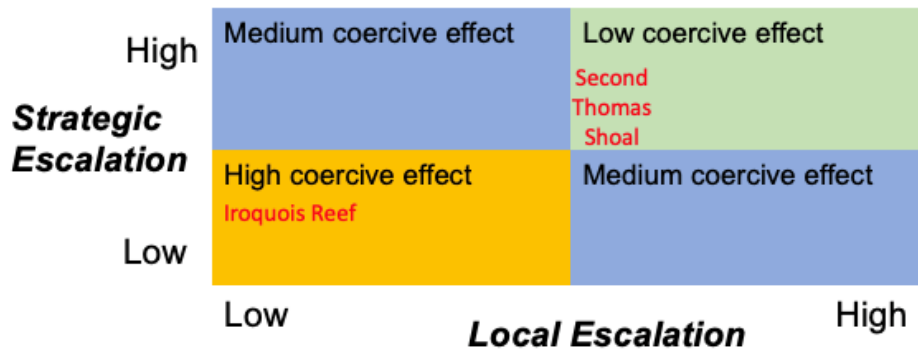 High
Strategic
Escalation
Low
Medium coercive effect
Low coercive effect
Second
Thomas
Shoal
High coercive effect
Iroquois Reef
Medium coercive effect
Low
Local Escalation
High